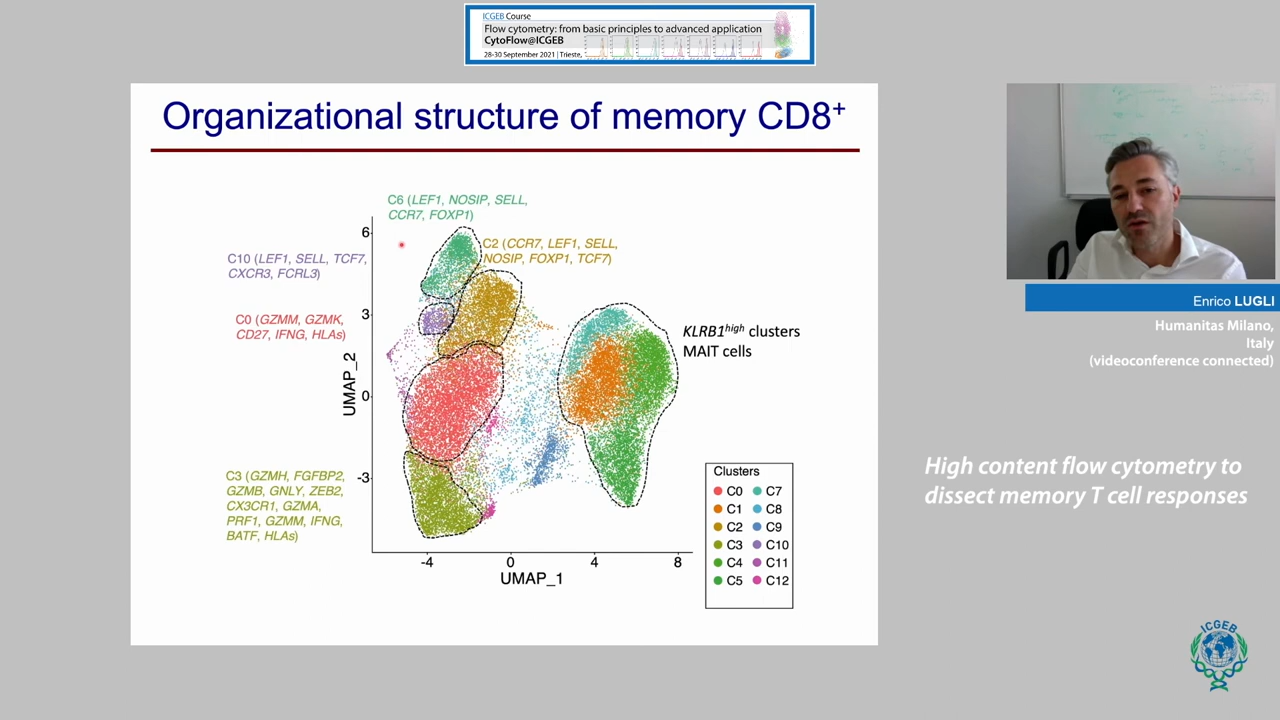 ICGEB Course
Flow cytometry: from basic principles to advanced application
CytoFlow@ICGEB
28-30 September 2021 | Trieste,
Organizational structure of memory CD8+
C6 (LEF1, NOSIP, SELL,
CCR7, FOXP1)
C2 (CCR7, LEF1, SELL,
NOSIP, FOXP1, TCF7)
C10 (LEF1, SELL, TCF7,
CXCR3, FCRL3)
C0 (GZMM, GZMK,
CD27, IFNG, HLAs)
KLRB1high clusters
MAIT cells
C3 (GZMH, FGFBP2,
GZMB, GNLY, ZEB2,
CX3CR1, GZMA,
PRF1, GZMM, IFNG,
BATF, HLAs)
UMAP_2
6
3
0
-3
-4 0 4 8
UMAP_1
Clusters
C0 C7
C1 C8
C2 C9
C3 C10
C4 C11
C5 C12
Enrico LUGLI
Humanitas Milano,
Italy
(videoconference connected)
High content flow cytometry to
dissect memory T cell responses
ICGEB